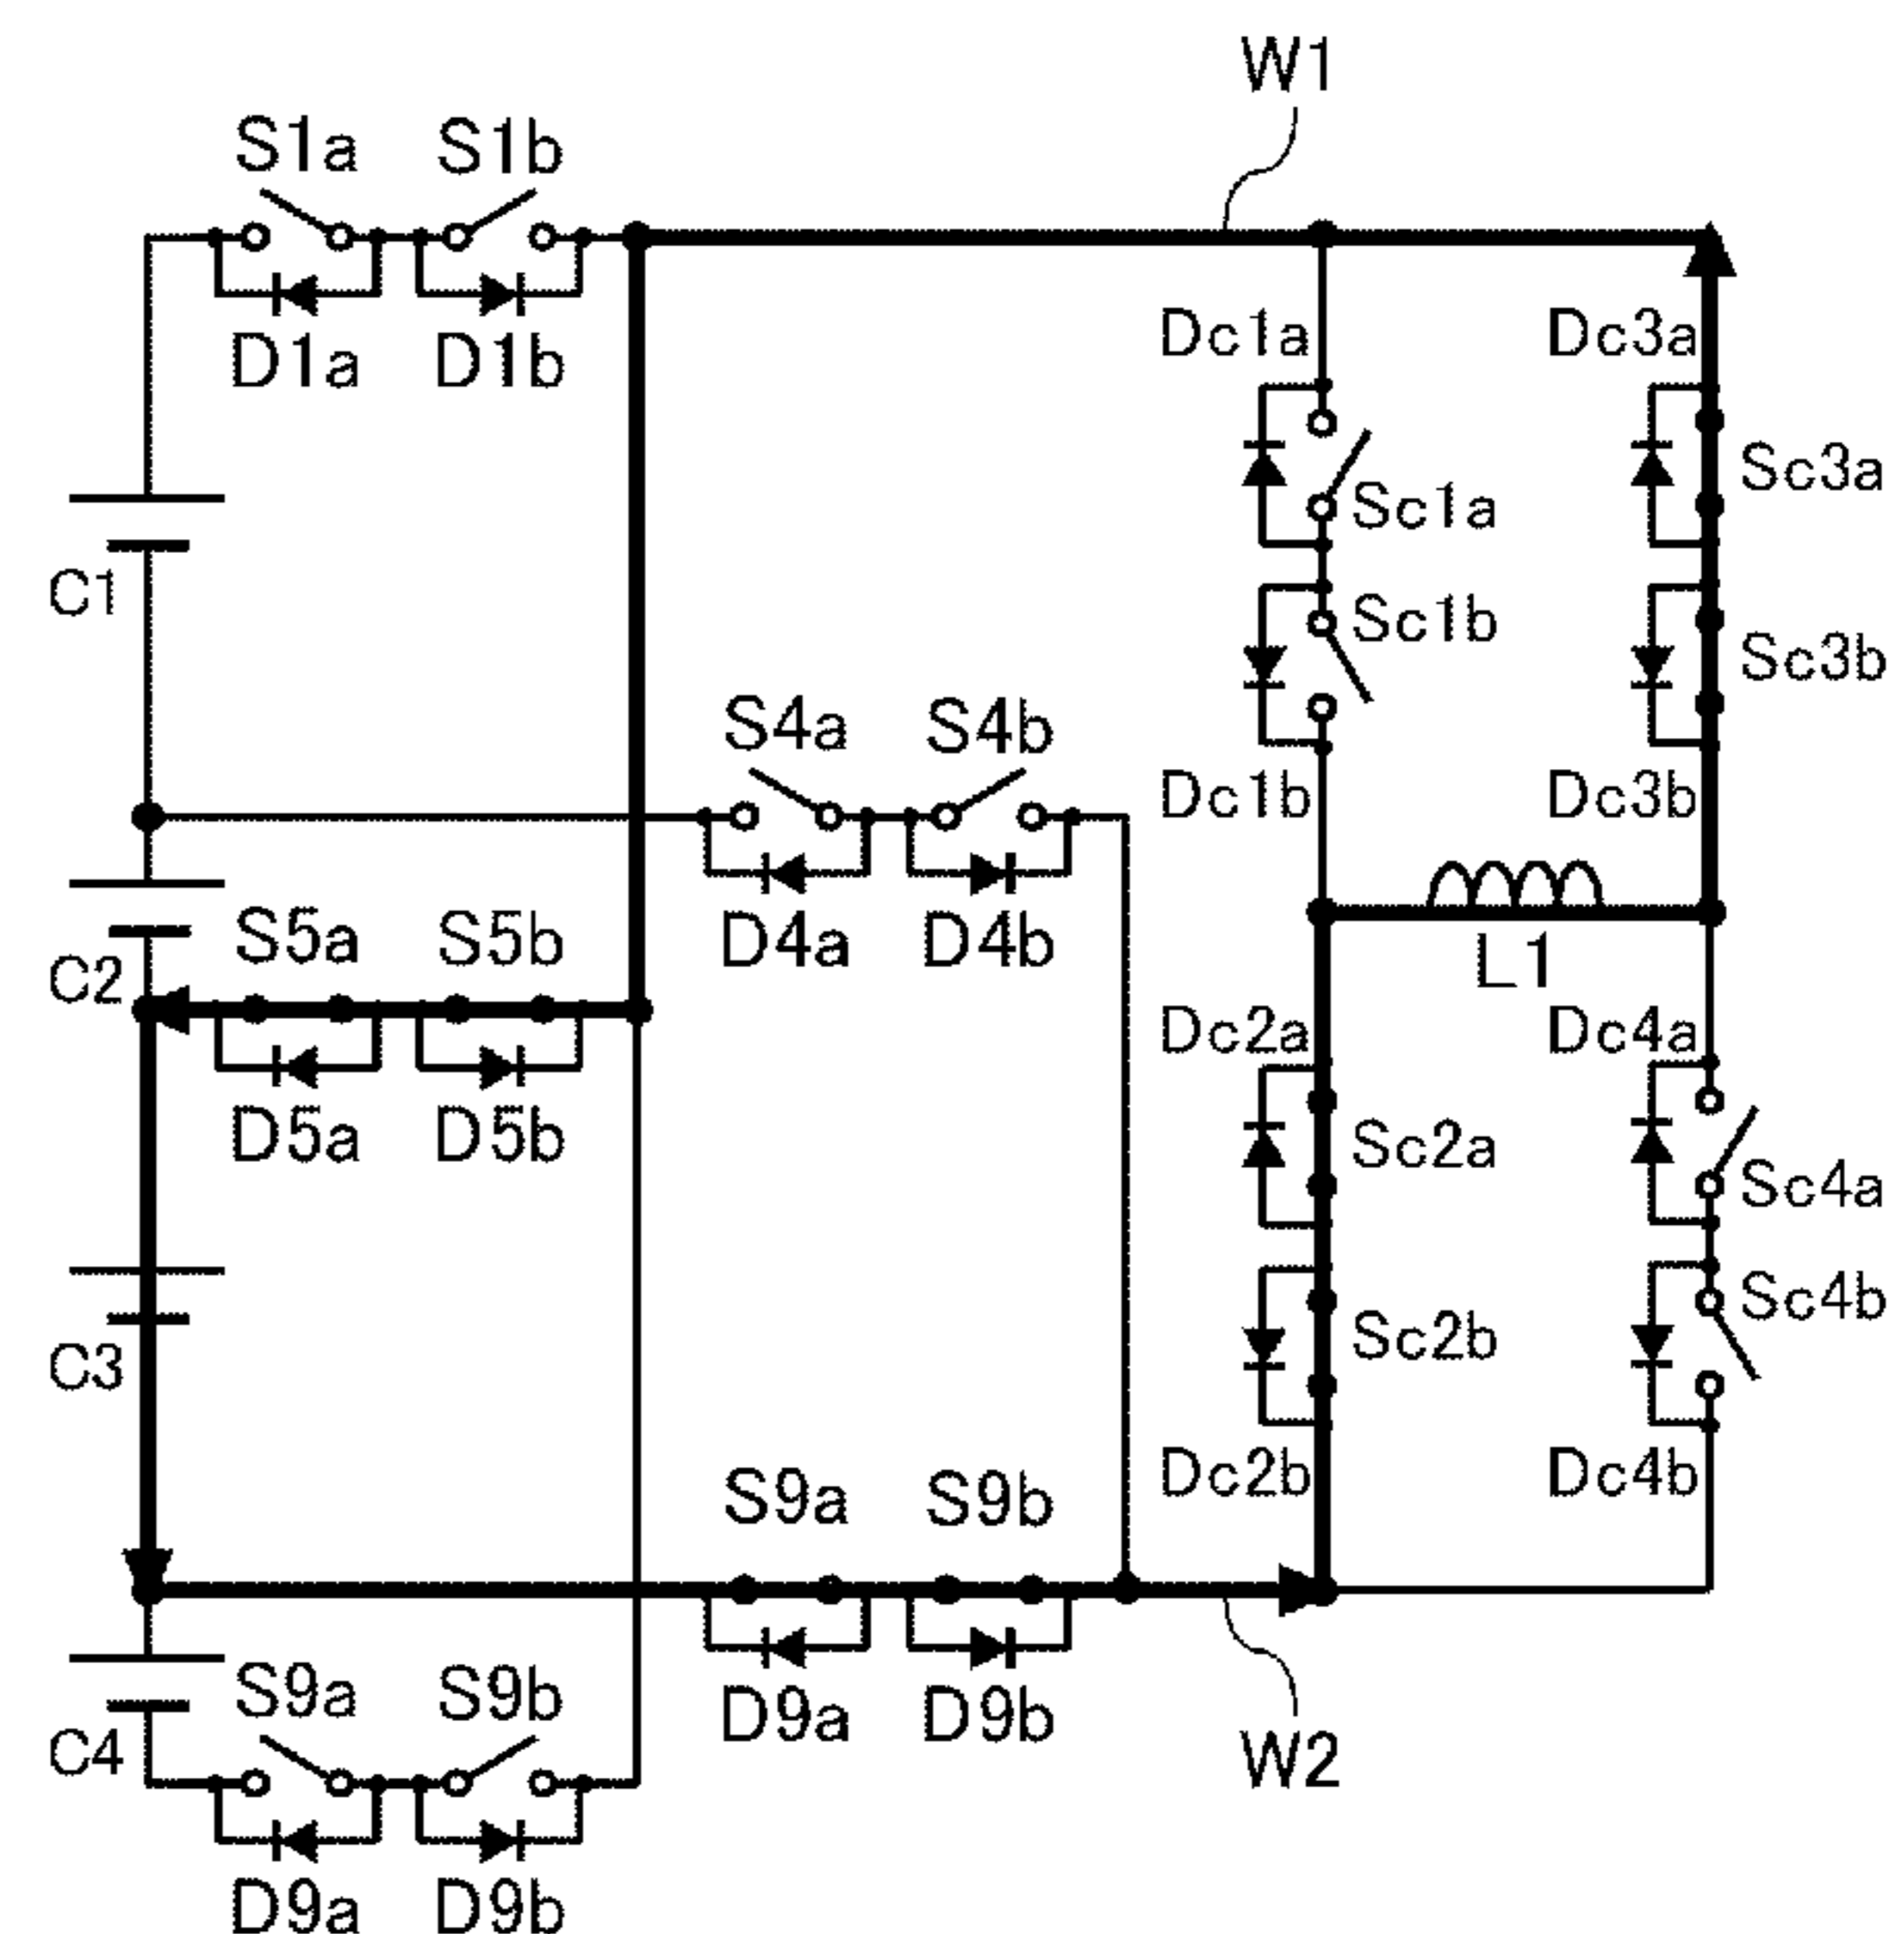 W1
S1a S1b
D1a D1b
Dc1a Dc3a
Sc1a Sc3a
C1
Sc1b Sc3b
S4a S4b
Dc1b Dc3b
S5a S5b
D4a D4b
L1
C2
Dc2a Dc4a
D5a D5b
Sc2a Sc4a
Sc2b Sc4b
C3
Dc2b Dc4b
S9a S9b
S9a S9b
D9a D9b
C4
W2
D9a D9b